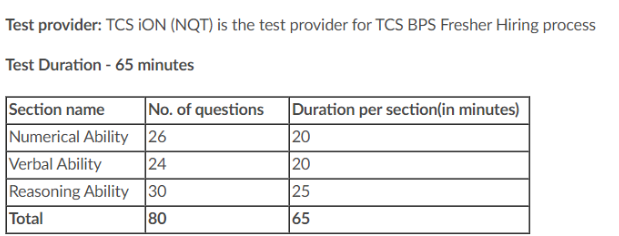 Test provider: TCS iON (NQT) is the test provider for TCS BPS Fresher Hiring process
Test Duration - 65 minutes
Section name No. of questions Duration per section(in minutes)
Numerical Ability 26 20
Verbal Ability 24 20
Reasoning Ability 30 25
Total 80 65